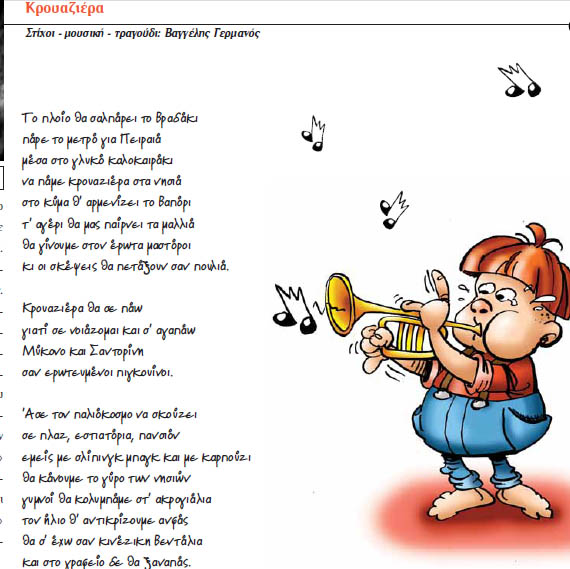 Κρουαζιέρα
Στίχοι - μουσική - τραγούδι: Βαγγέλης Γερμανός
Το πλοίο θα σαλπάρει το βραδάκι
πάρε το μετρό για Πειραιά
μέσα στο γλυκό καλοκαιράκι
να πάμε κρουαζιέρα στα νησιά
στο κύμα θ' αρμενίζει το βαπόρι
τ' αγέρι θα μας παίρνει τα μαλλιά
θα γίνουμε στον έρωτα μαστόροι
κι οι σκέψεις θα πετάξουν σαν πουλιά.
Κρουαζιέρα θα σε πάω
γιατί σε νοιάζομαι και σ' αγαπάω
Μύκονο και Σαντορίνη
σαν ερωτευμένοι πιγκουίνοι.
Άσε τον παλιόκοσμο να σκούζει
σε πλαζ, εστιατόρια, πανσιόν
εμείς με σλίπινγκ μπαγκ και με καρπούζι
θα κάνουμε το γύρο των νησιών
γυμνοί θα κολυμπάμε στ' ακρογιάλια
τον ήλιο θ' αντικρίζουμε ανφάς
θα σ' έχω σαν κινέζικη βεντάλια
και στο γραφείο δε θα ξαναπάς.